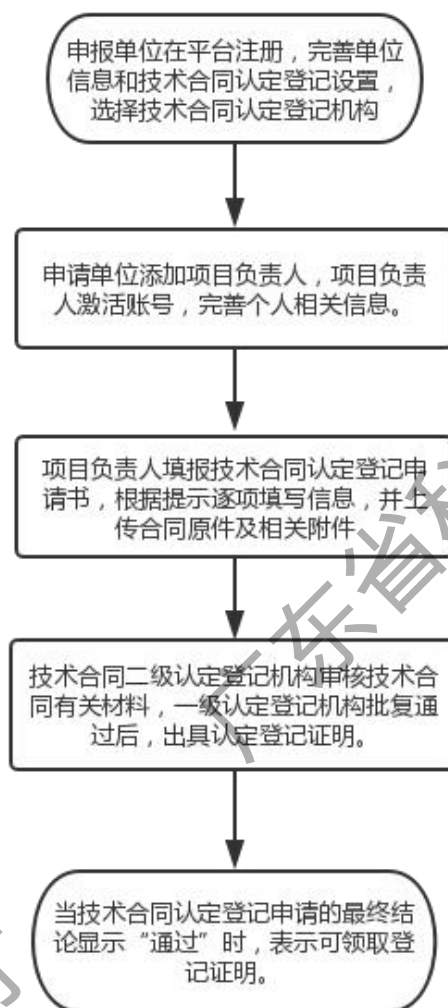 申报单位在平台注册，完善单位
信息和技术合同认定登记设置，
选择技术合同认定登记机构
申请单位添加项目负责人，项目负责
人激活账号，完善个人相关信息。
项目负责人填报技术合同认定登记申
请书，根据提示逐项填写信息，并上
传合同原件及相关附件
技术合同二级认定登记机构审核技术合
同有关材料，一级认定登记机构批复通
过后，出具认定登记证明。
当技术合同认定登记申请的最终结
论显示“通过”时，表示可领取登
记证明。
广东省科